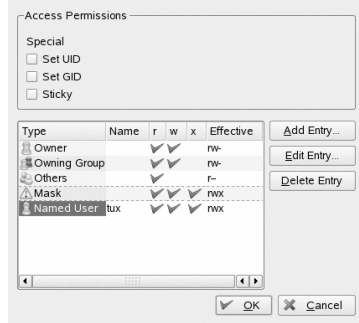 Access Permissions
Special
Set UID
Set GID
Sticky
Type Name r w x Effective
Owner rw-
Owning Group rw-
Others r--
Mask rwx
Named User tux rwx
Add Entry...
Edit Entry...
Delete Entry
OK
Cancel